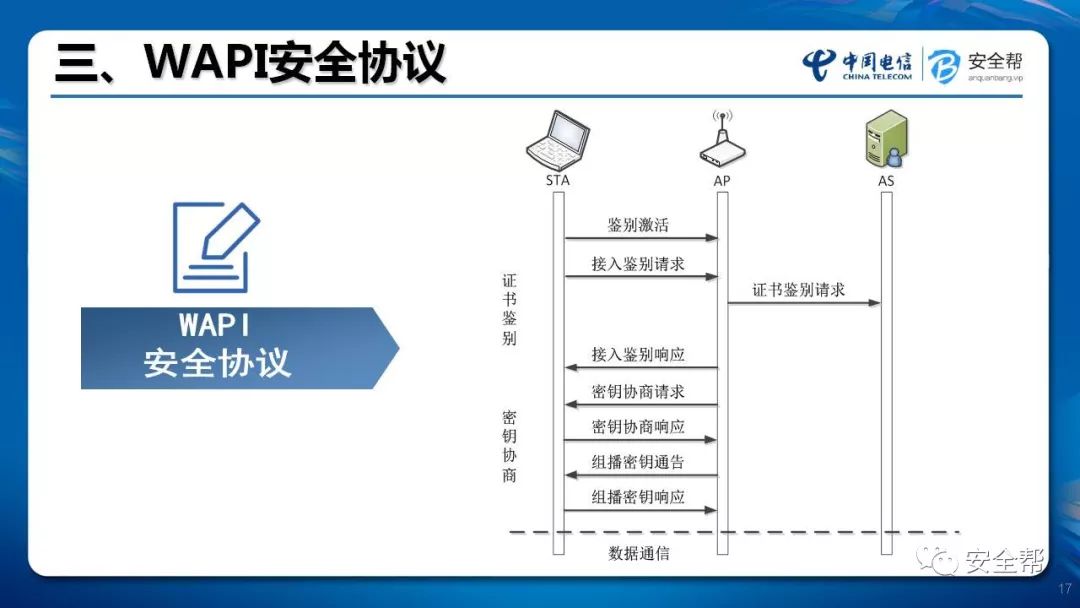 三、WAPI安全协议
中国电信
CHINA TELECOM
安全帮
anquanbang.vip
STA
AP
AS
鉴别激活
接入鉴别请求
证书鉴别请求
证书鉴别
接入鉴别响应
密钥协商请求
密钥协商响应
密钥协商
组播密钥通告
组播密钥响应
数据通信
WAPI
安全协议
安全帮
17